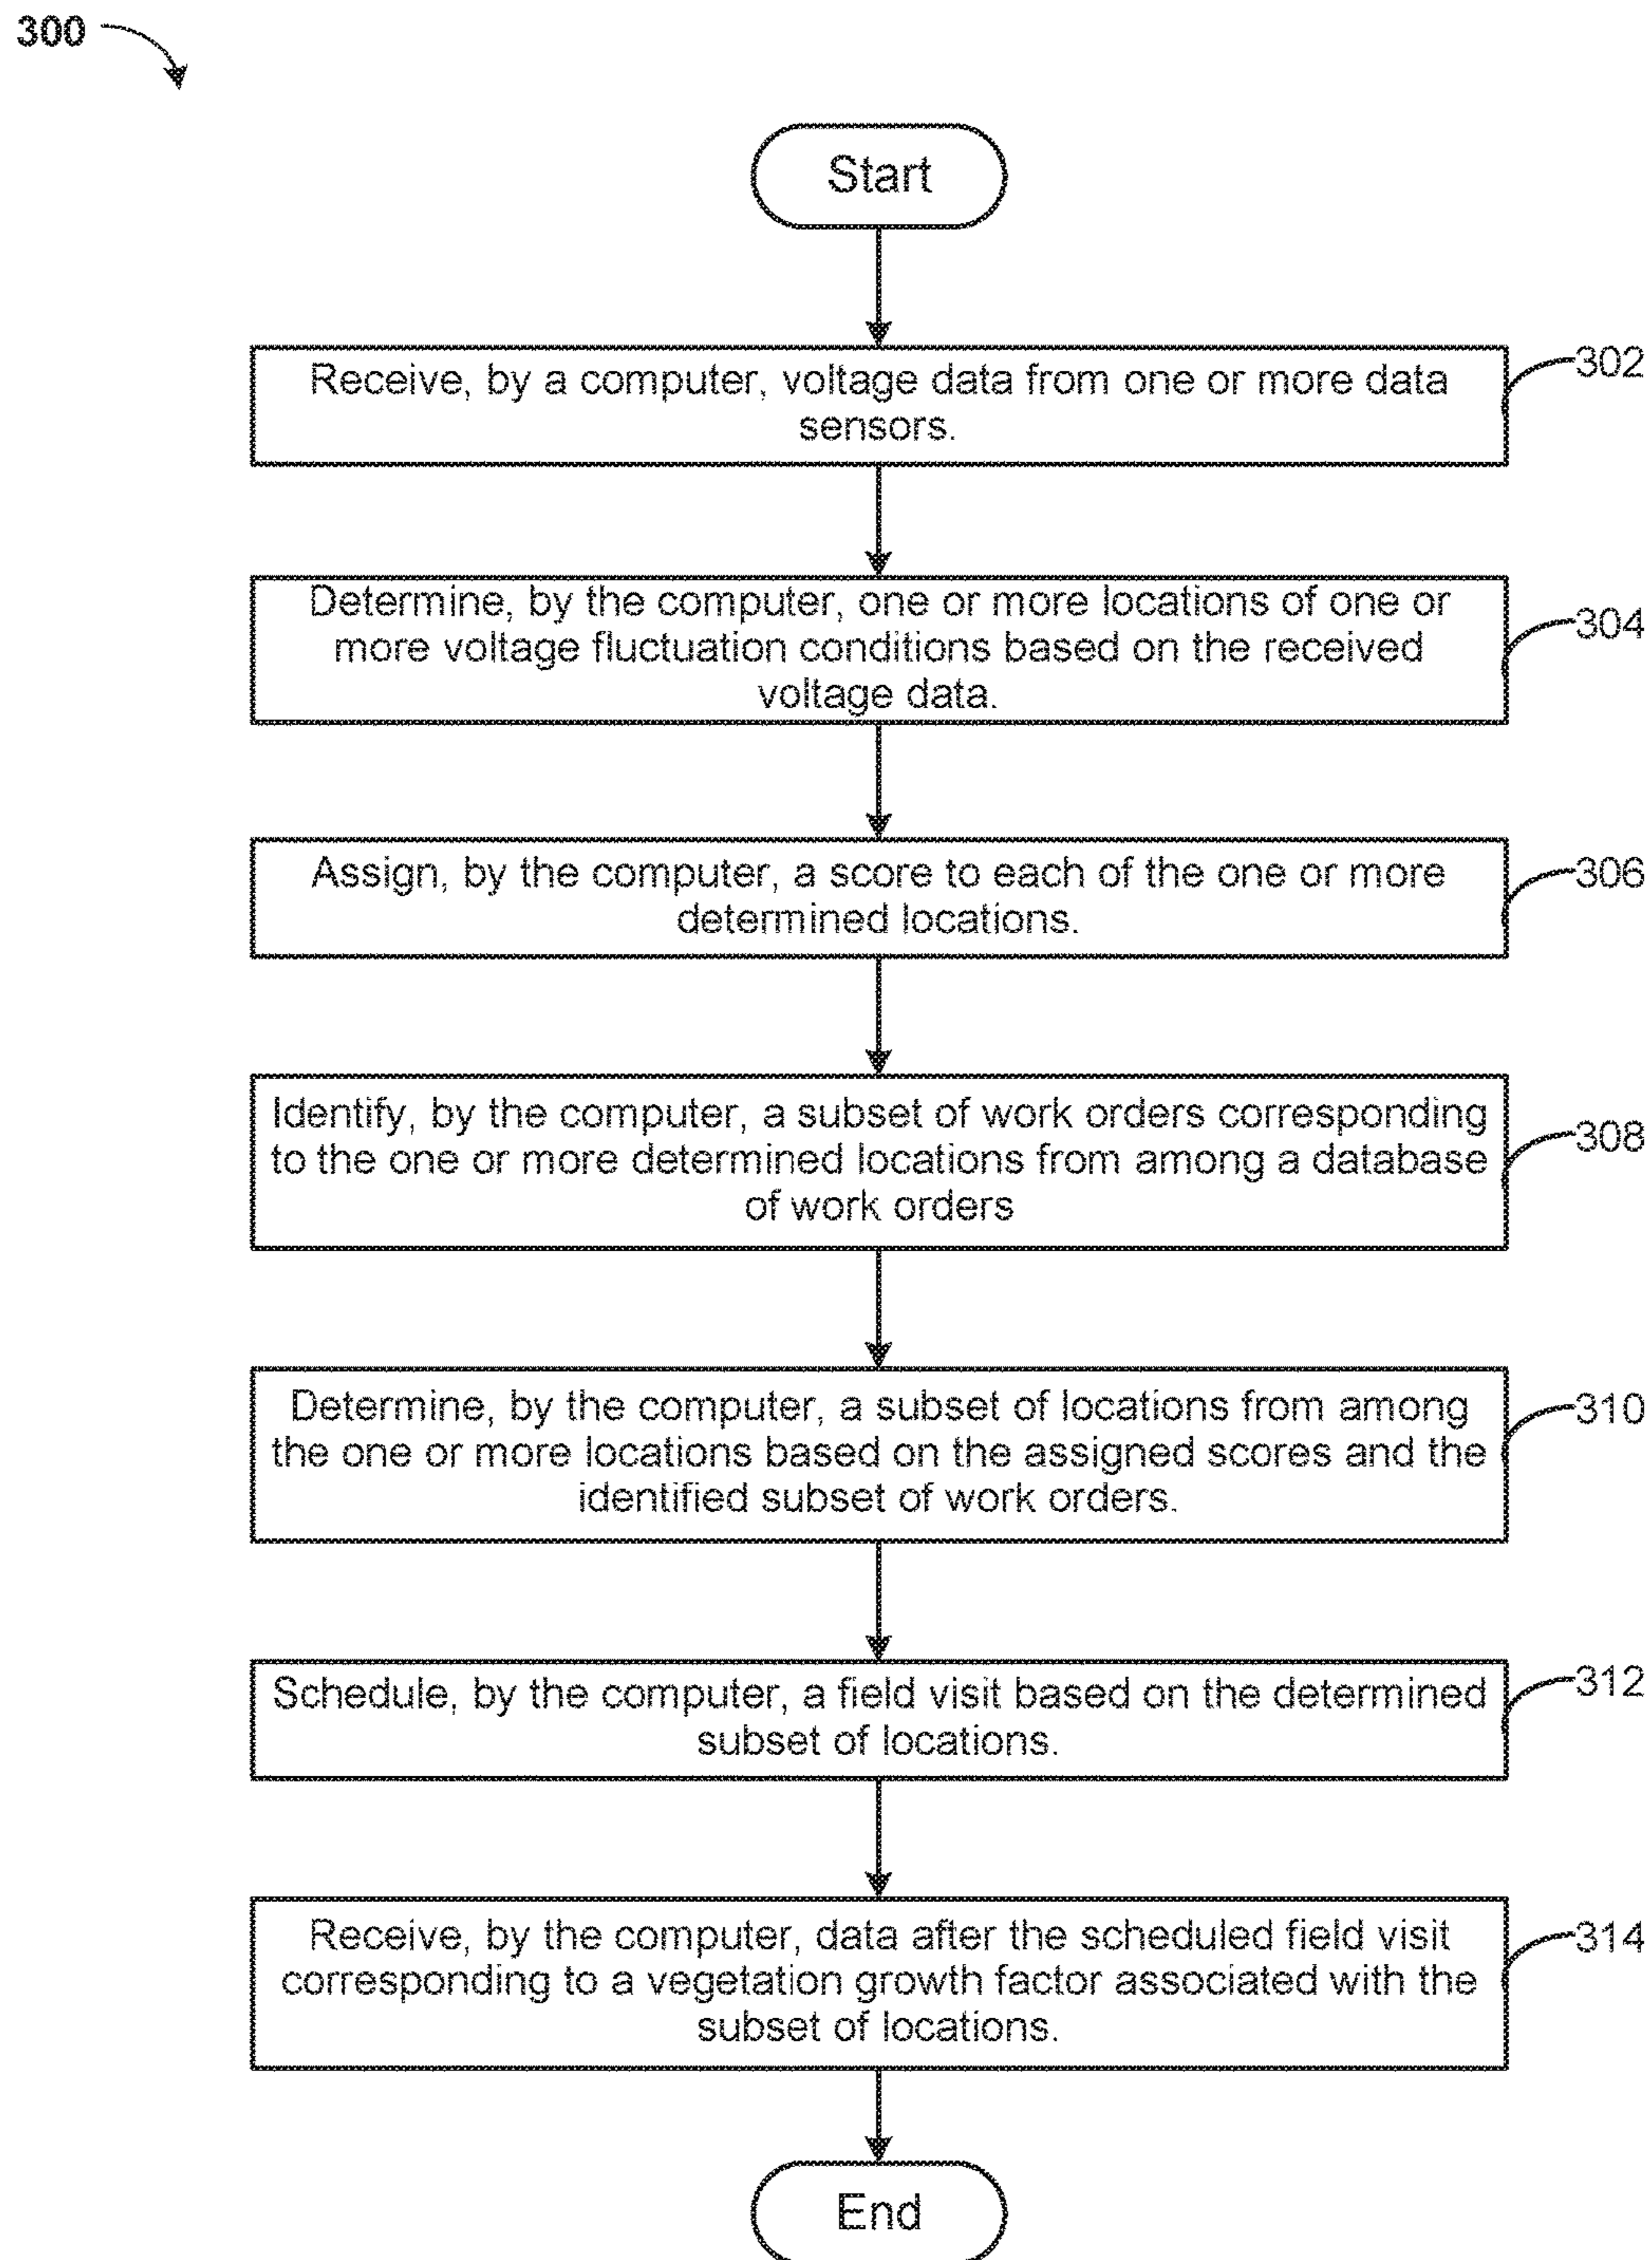 300
Start
Receive, by a computer, voltage data from one or more data
sensors.
302
Determine, by the computer, one or more locations of one or
more voltage fluctuation conditions based on the received
voltage data.
304
Assign, by the computer, a score to each of the one or more
determined locations.
306
Identify, by the computer, a subset of work orders corresponding
to the one or more determined locations from among a database
of work orders
308
Determine, by the computer, a subset of locations from among
the one or more locations based on the assigned scores and the
identified subset of work orders.
310
Schedule, by the computer, a field visit based on the determined
subset of locations.
312
Receive, by the computer, data after the scheduled field visit
corresponding to a vegetation growth factor associated with the
subset of locations.
314
End